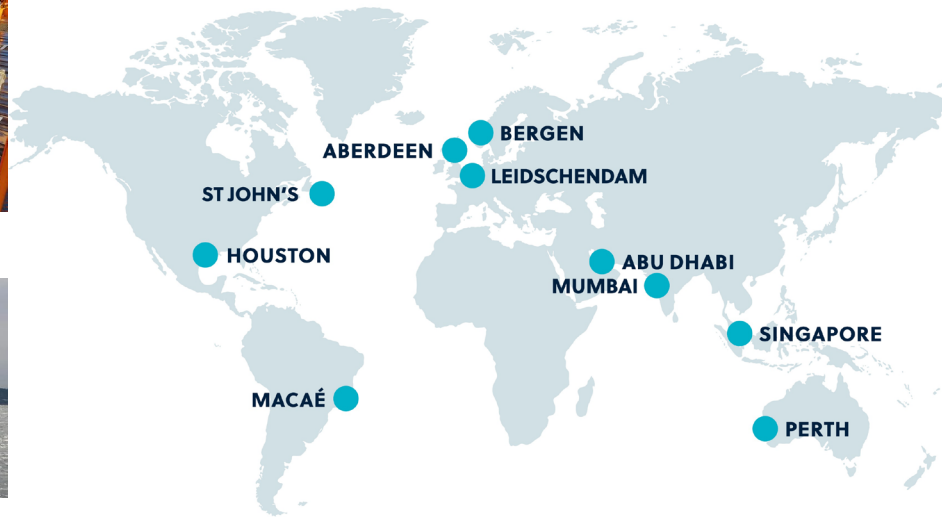 BERGEN
ABERDEEN
LEIDSCHENDAM
ST JOHN'S
HOUSTON
ABU DHABI
MUMBAI
SINGAPORE
MACAÉ
PERTH